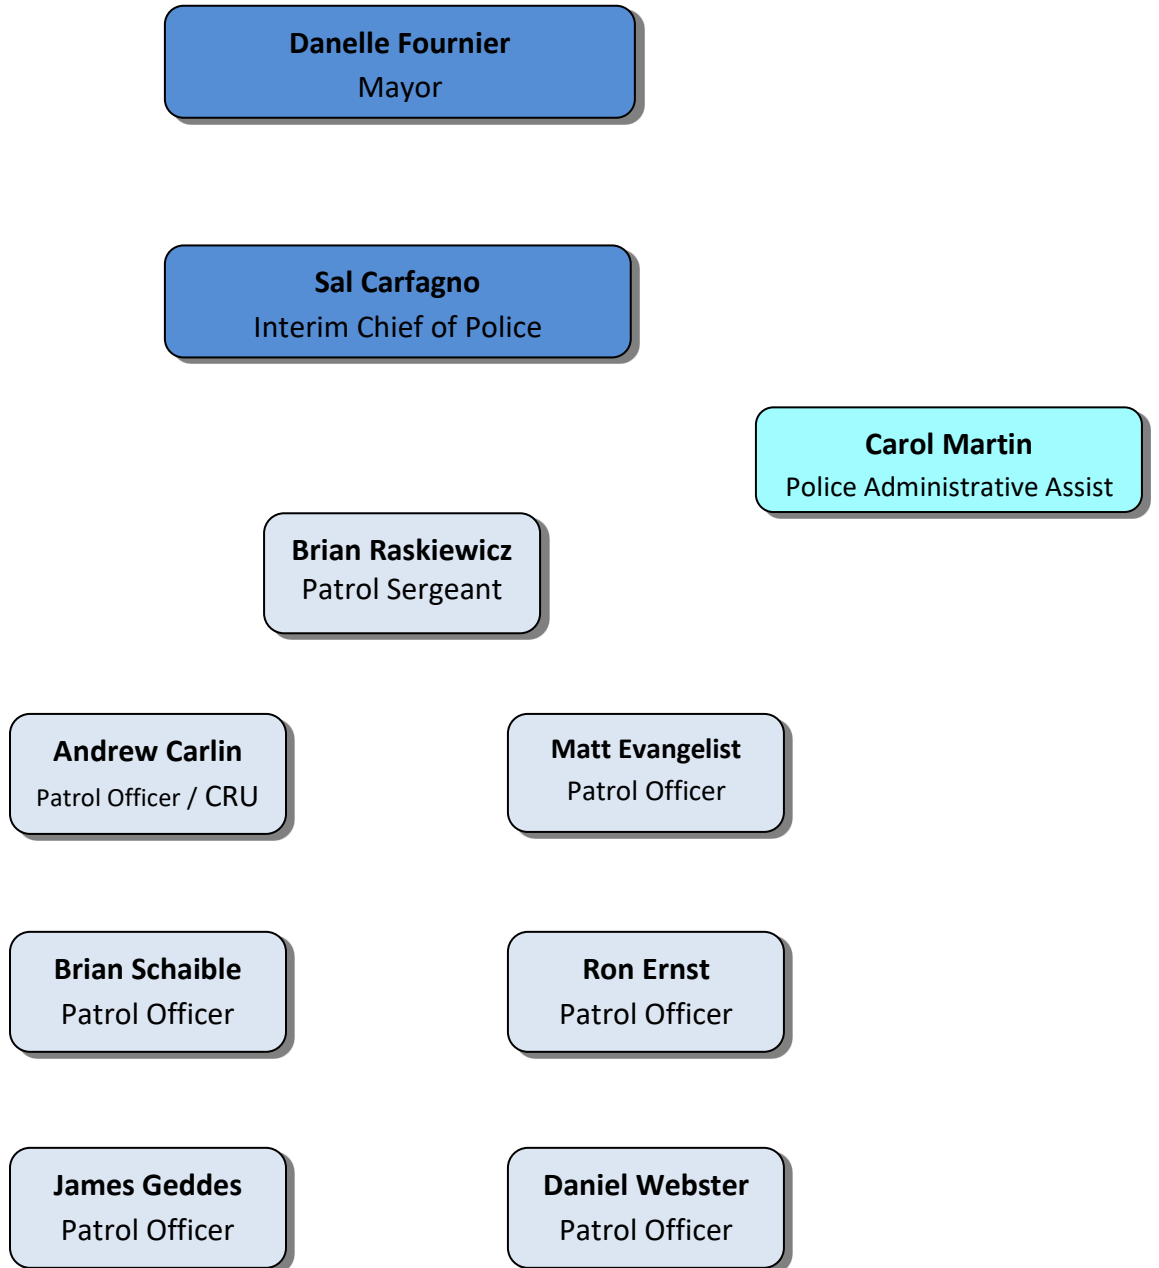 Danelle Fournier
Mayor
Sal Carfagno
Interim Chief of Police
Carol Martin
Police Administrative Assist
Brian Raskiewicz
Patrol Sergeant
Andrew Carlin
Patrol Officer / CRU
Matt Evangelist
Patrol Officer
Brian Schaible
Patrol Officer
Ron Ernst
Patrol Officer
James Geddes
Patrol Officer
Daniel Webster
Patrol Officer